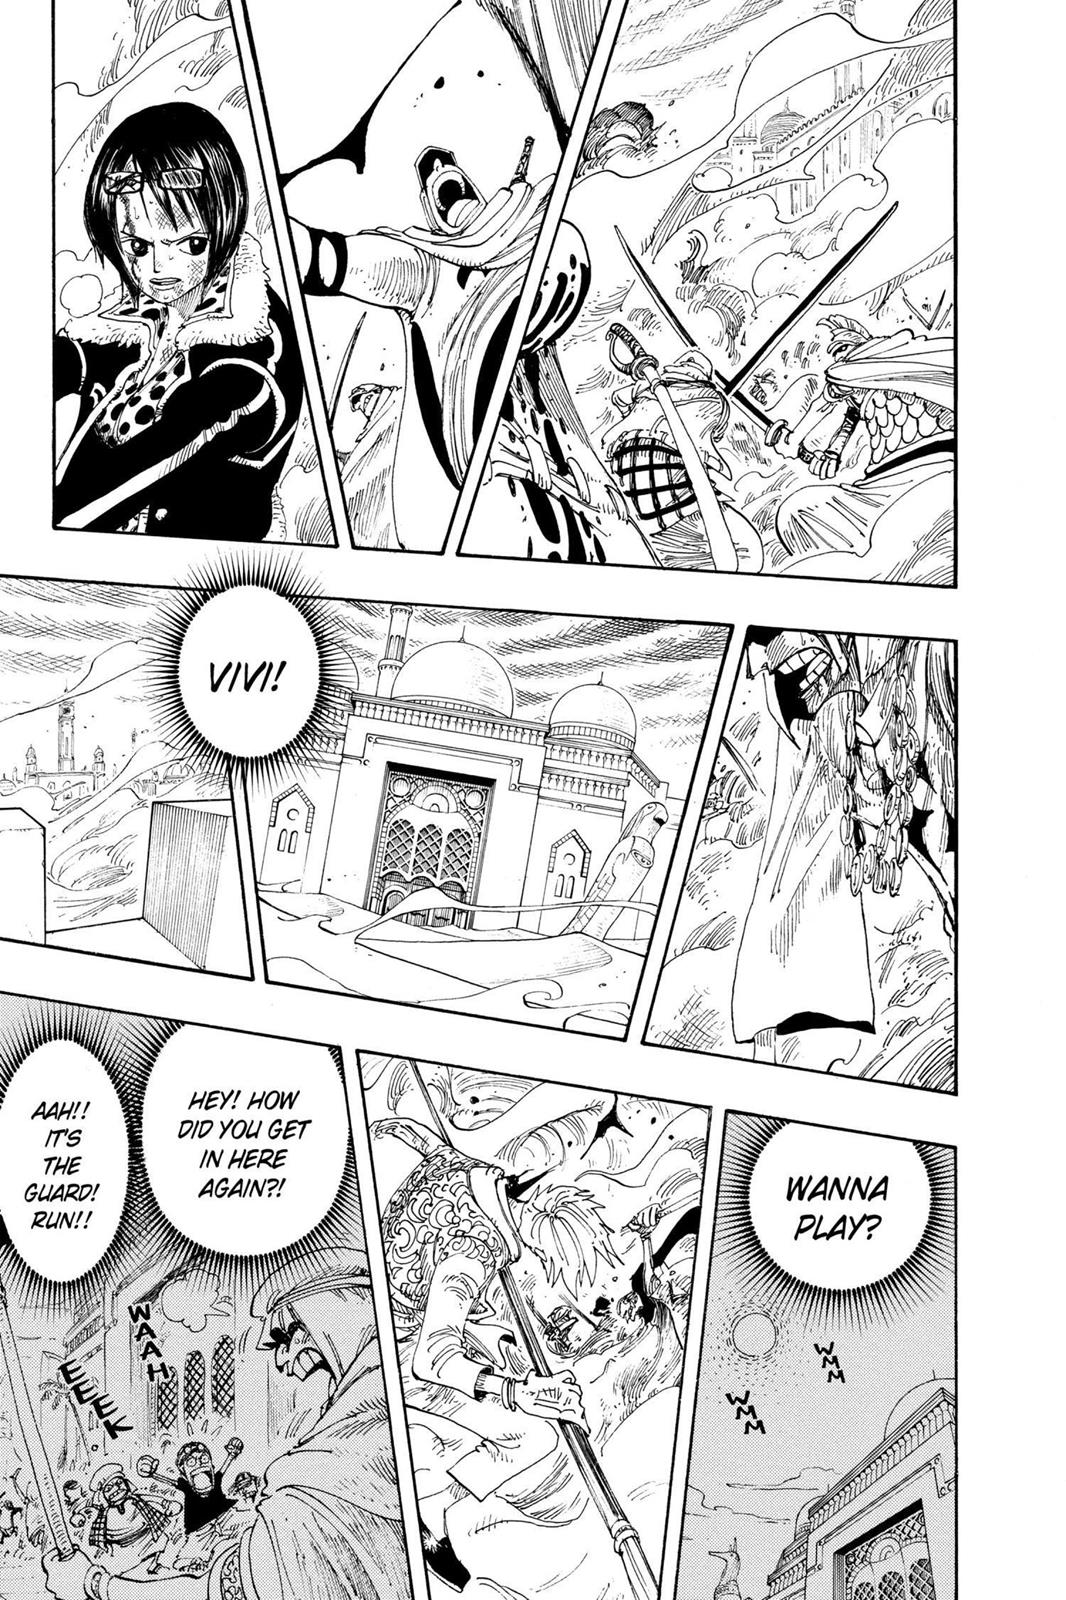 VIVI!
WANNA
PLAY?
WMM
WMM
HEY! HOW
DID YOU GET
IN HERE
AGAIN?!
AAH!!
IT'S
THE
GUARD!
RUN!!
WAAH
EEEEK